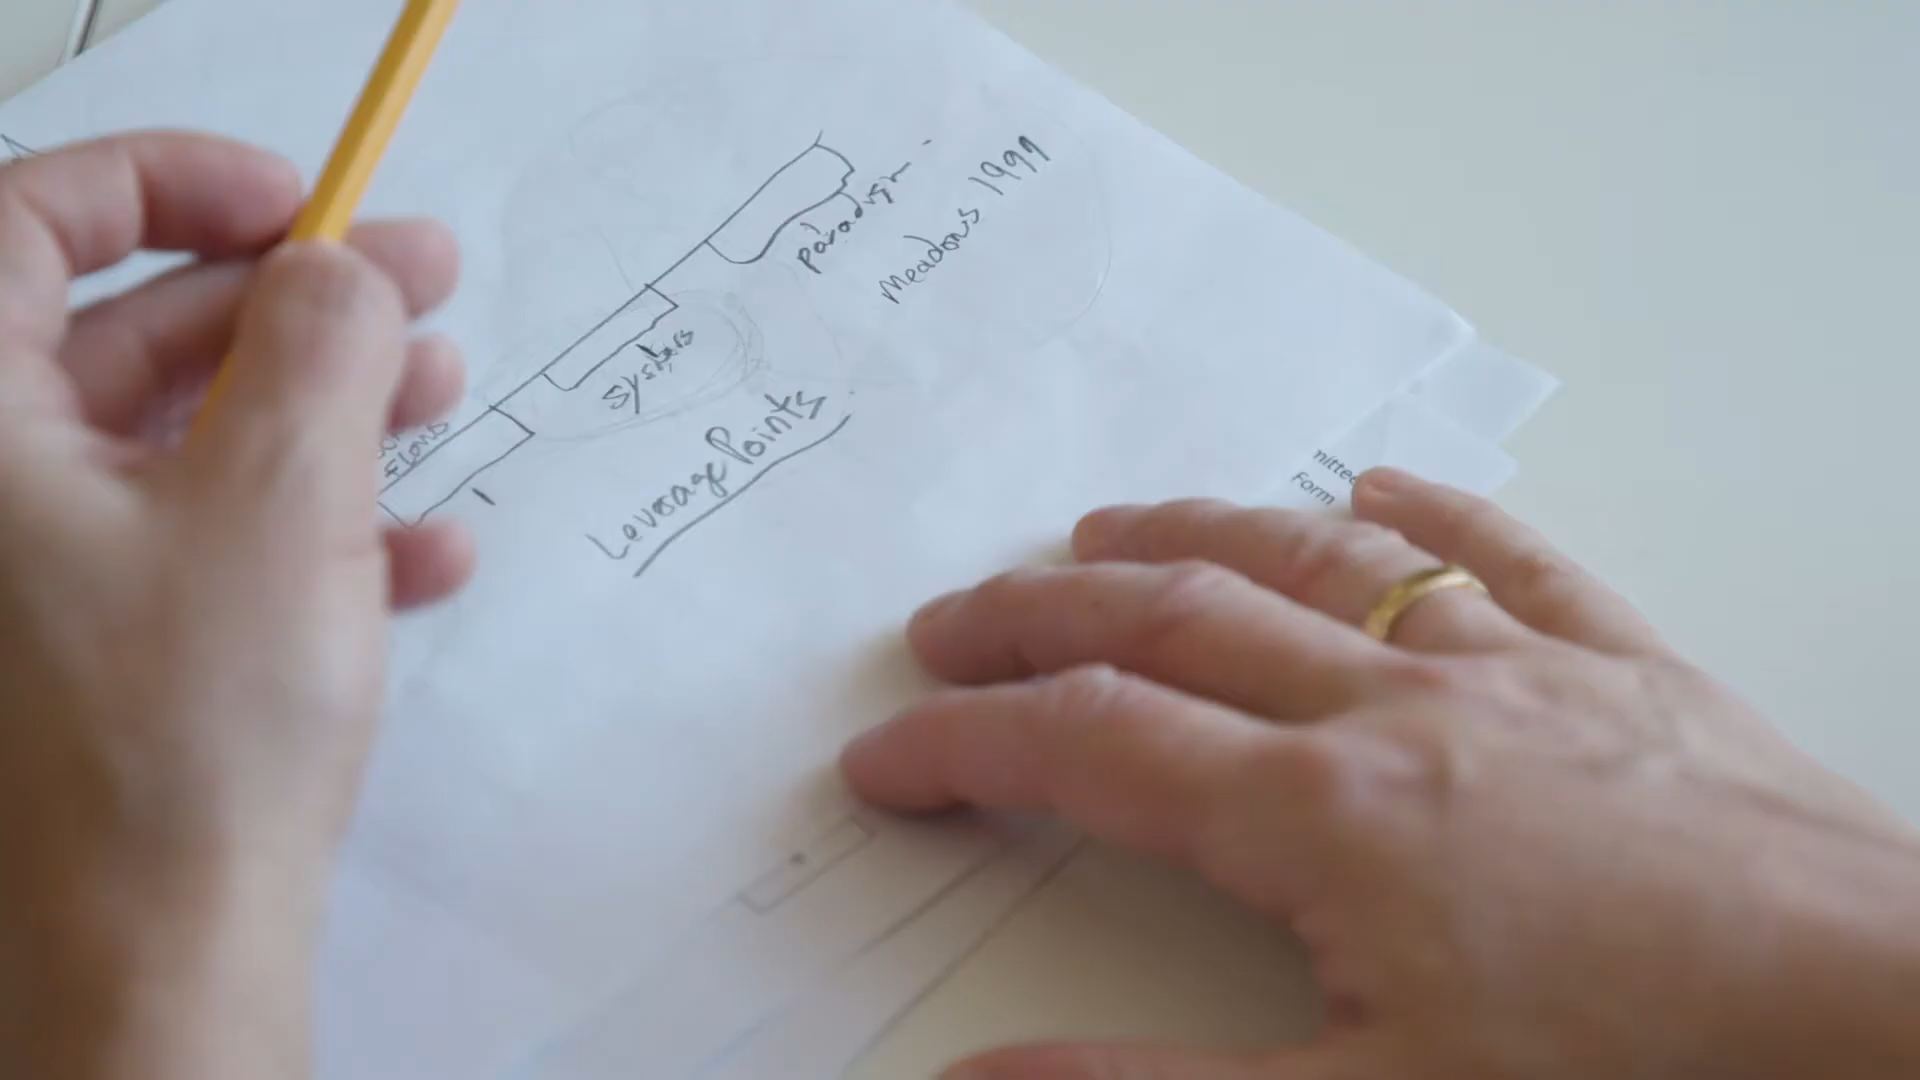 paradigm
Meadows 1999
systems
flows
Leverage Points
Form